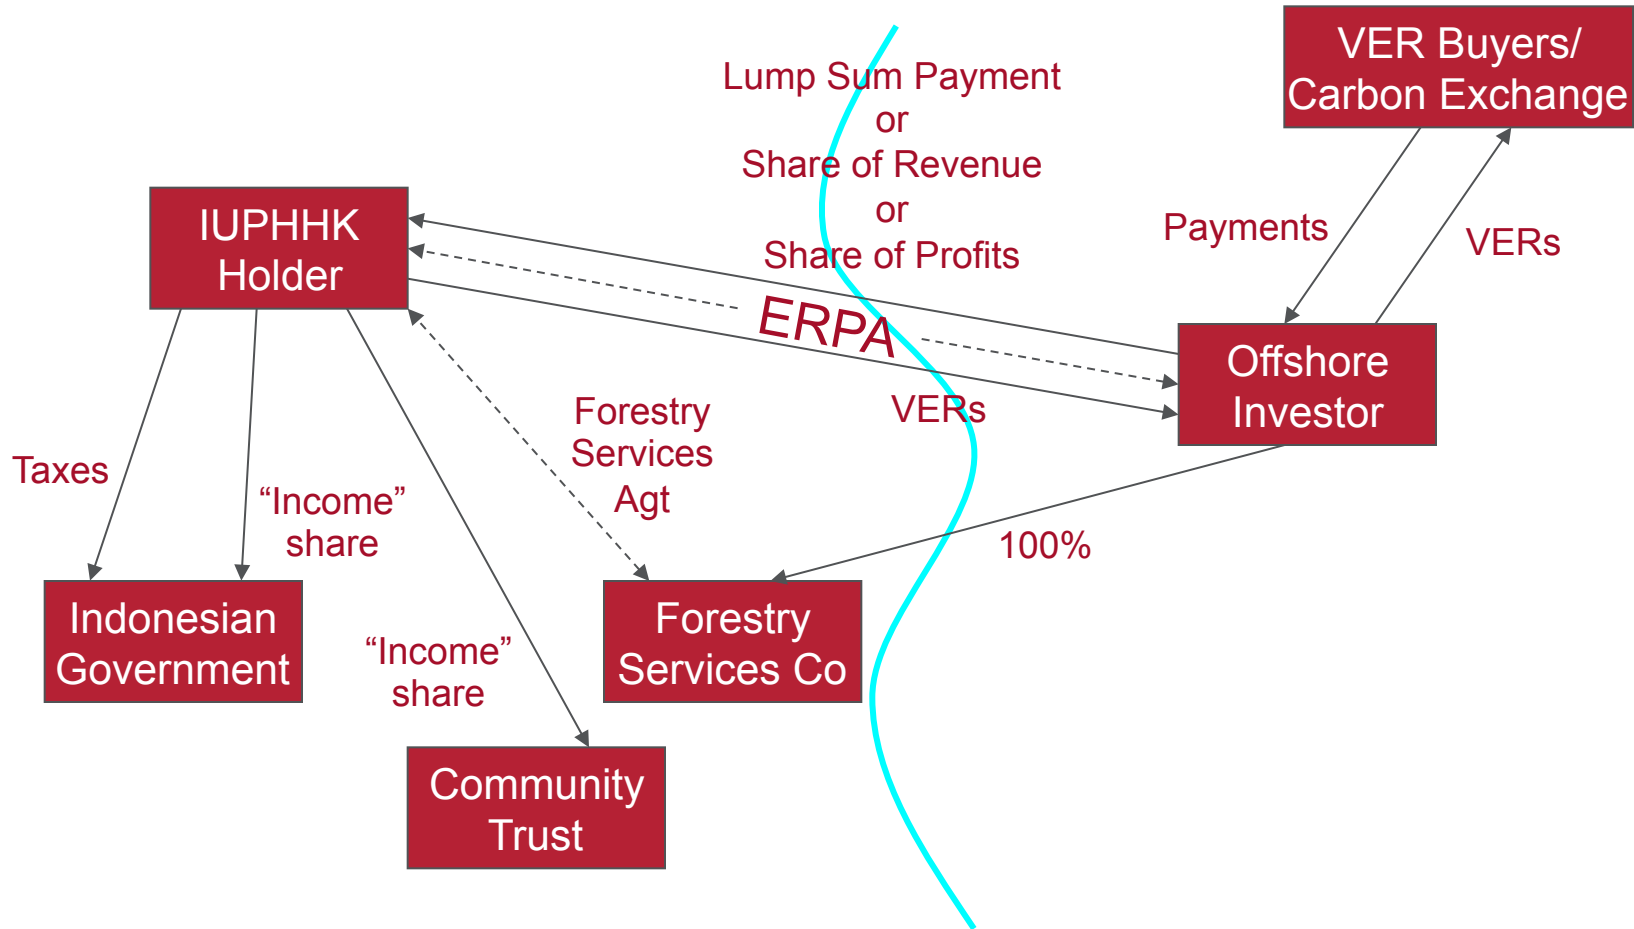 VER Buyers/
Carbon Exchange
Lump Sum Payment
or
Share of Revenue
or
Share of Profits
IUPHHK
Holder
Payments
VERs
ERPA
Offshore
Investor
VERs
Forestry
Services
Agt
Taxes
“Income”
share
100%
Indonesian
Government
Forestry
Services Co
“Income”
share
Community
Trust